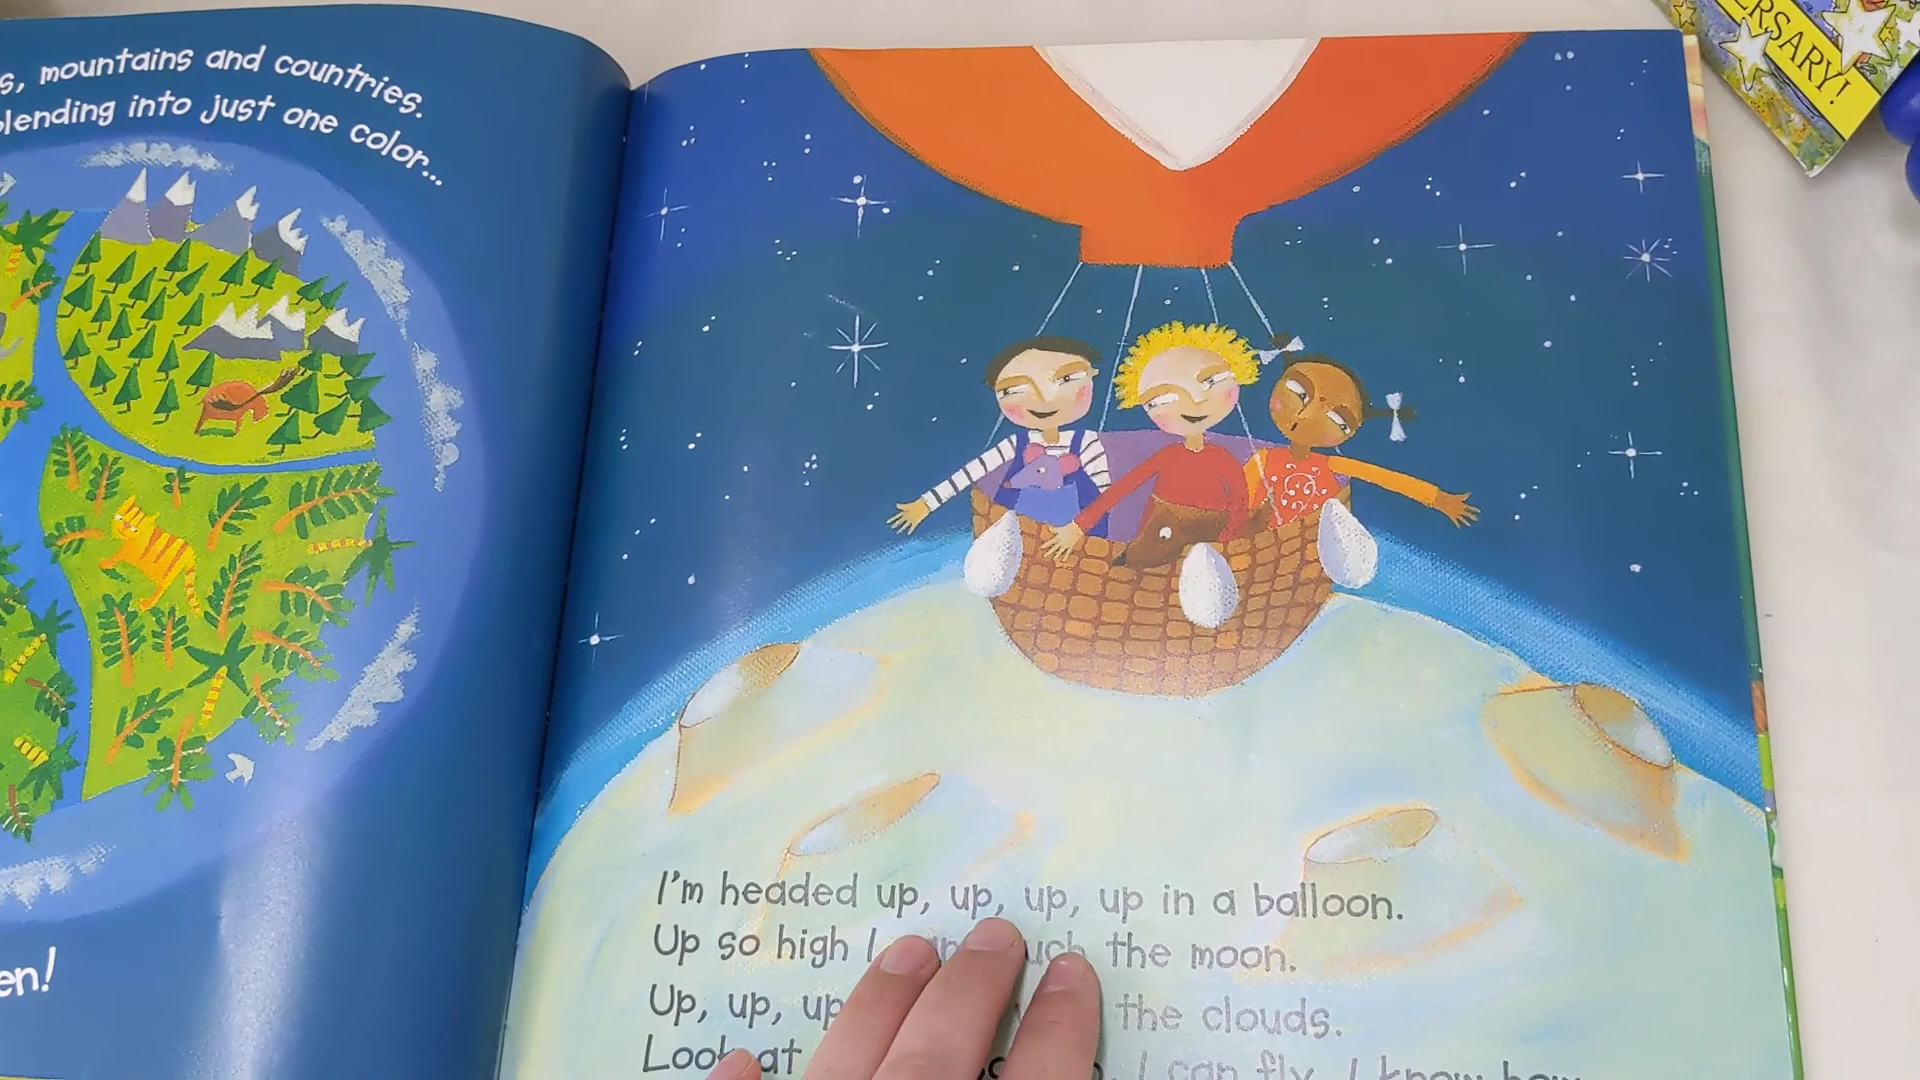 s, mountains and countries.
blending into just one color...
en!
I'm headed up, up, up, up in a balloon.
Up so high I the moon.
Up, up, up the clouds.
Look at I can fly, I know how
ERSARY!